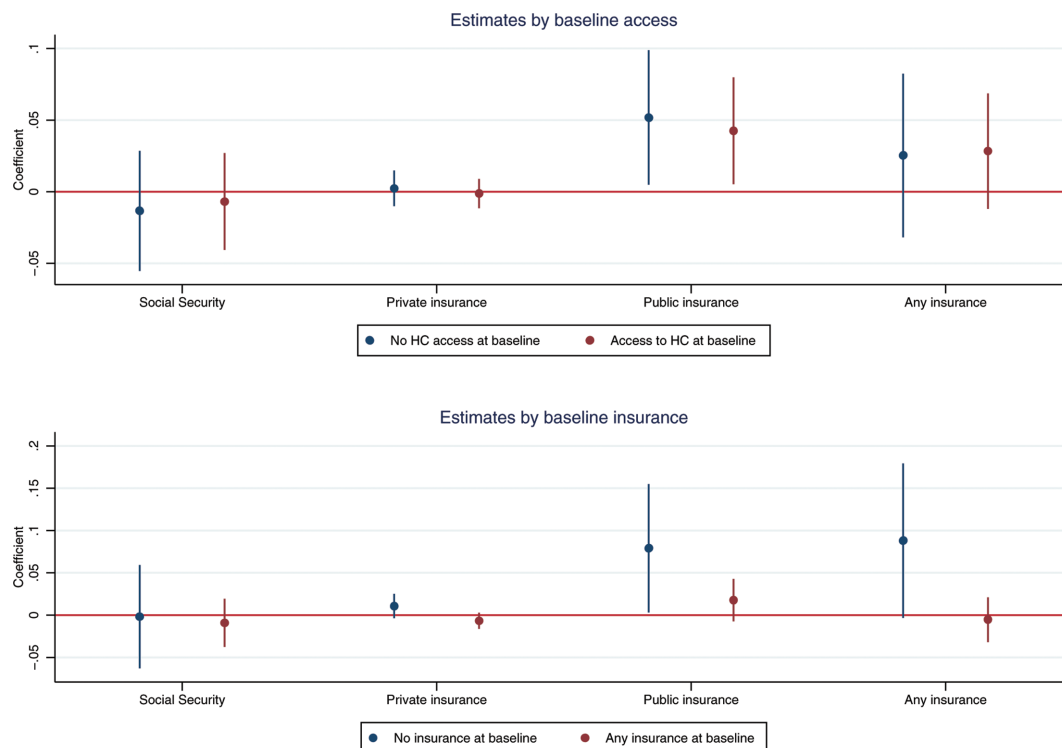 Estimates by baseline access
Coefficient
.1
.05
0
-.05
Social Security
Private insurance
Public insurance
Any insurance
No HC access at baseline
Access to HC at baseline
Estimates by baseline insurance
Coefficient
.2
.15
.1
.05
0
-.05
Social Security
Private insurance
Public insurance
Any insurance
No insurance at baseline
Any insurance at baseline